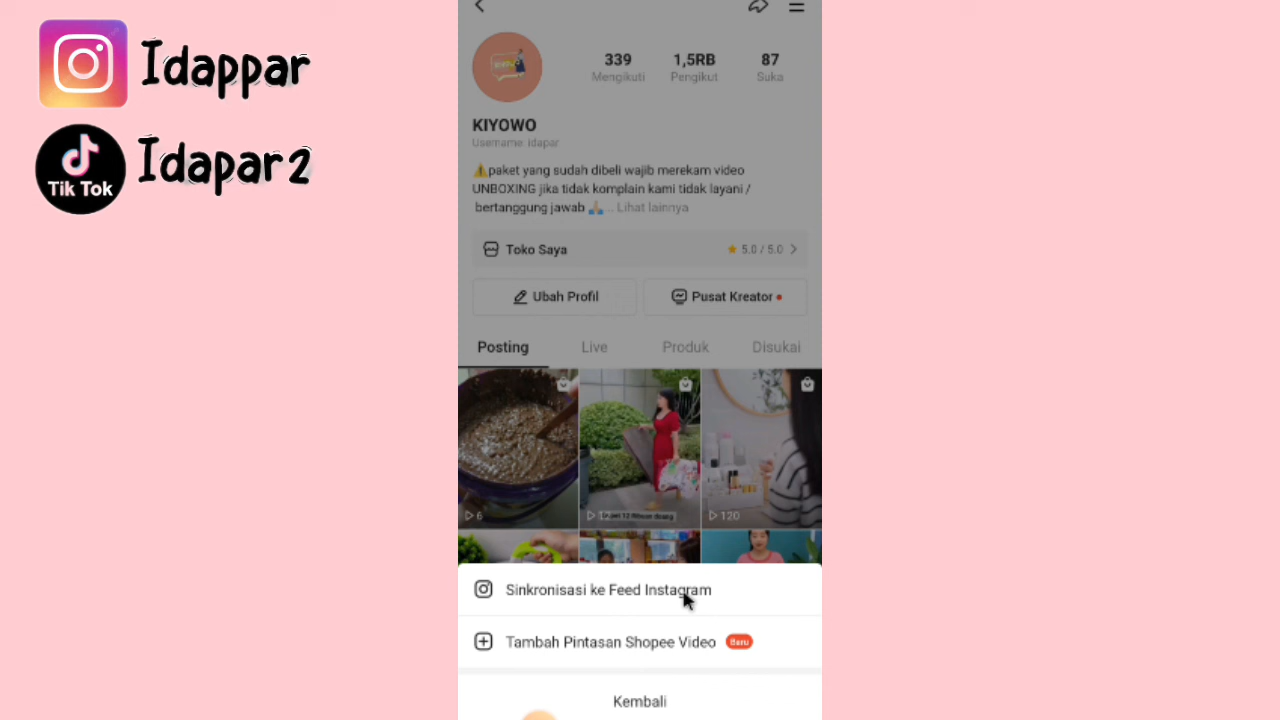 Idappar
Tik Tok
Idapar2
339
Mengikuti
1,5RB
Pengikut
87
Suka
KIYOWO
Username: idapar
⚠️paket yang sudah dibeli wajib merekam video
UNBOXING jika tidak komplain kami tidak layani /
bertanggung jawab 🙏 .. Lihat lainnya
Toko Saya
⭐ 5.0 / 5.0
Ubah Profil
Pusat Kreator
Posting
Live
Produk
Disukai
6
120
Sinkronisasi ke Feed Instagram
Tambah Pintasan Shopee Video
Baru
Kembali